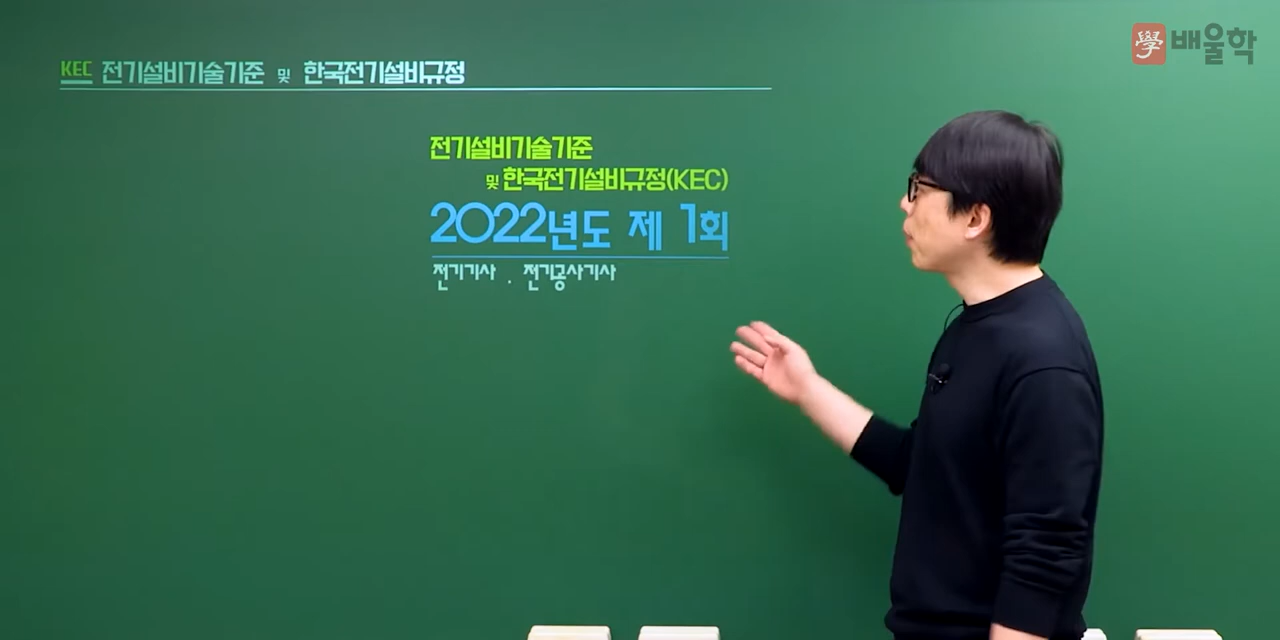 KEC 전기설비기술기준 및 한국전기설비규정
學 배울학
전기설비기술기준
및 한국전기설비규정(KEC)
2022년도 제 1회
전기기사 . 전기공사기사